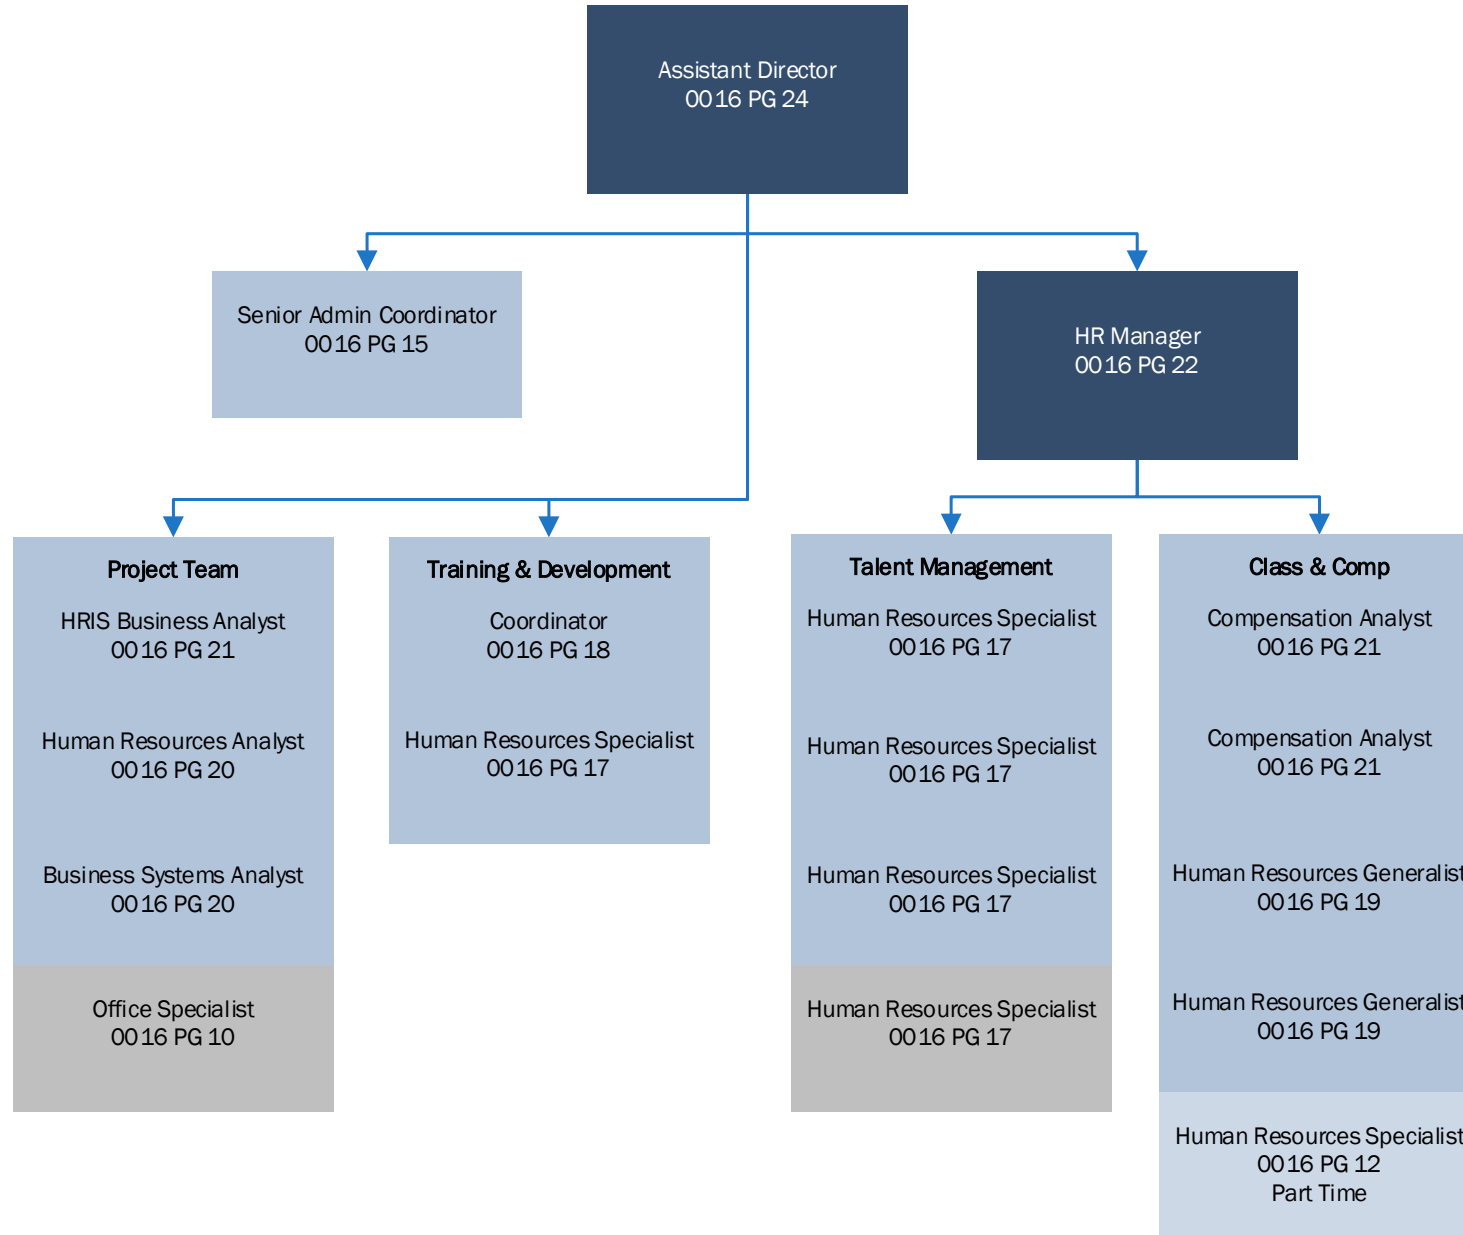 Assistant Director
0016 PG 24
Senior Admin Coordinator
0016 PG 15
HR Manager
0016 PG 22
Project Team
HRIS Business Analyst
0016 PG 21
Human Resources Analyst
0016 PG 20
Business Systems Analyst
0016 PG 20
Office Specialist
0016 PG 10
Training & Development
Coordinator
0016 PG 18
Human Resources Specialist
0016 PG 17
Talent Management
Human Resources Specialist
0016 PG 17
Human Resources Specialist
0016 PG 17
Human Resources Specialist
0016 PG 17
Human Resources Specialist
0016 PG 17
Class & Comp
Compensation Analyst
0016 PG 21
Compensation Analyst
0016 PG 21
Human Resources Generalist
0016 PG 19
Human Resources Generalist
0016 PG 19
Human Resources Specialist
0016 PG 12
Part Time